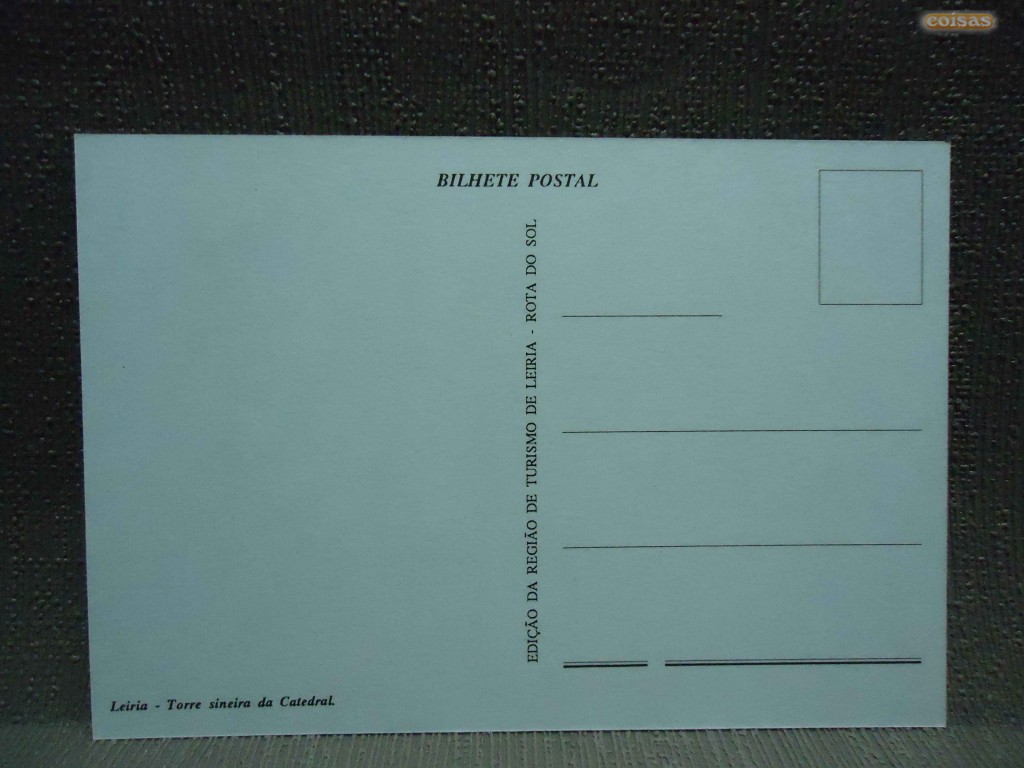 coisas
BILHETE POSTAL
EDIÇÃO DA REGIÃO DE TURISMO DE LEIRIA - ROTA DO SOL
Leiria - Torre sineira da Catedral.